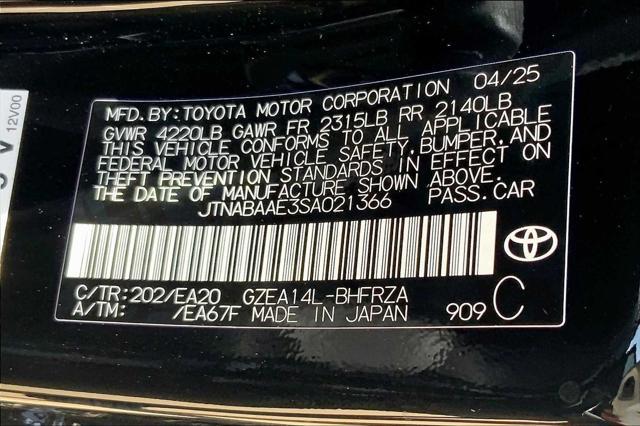 MFD.BY:TOYOTA MOTOR CORPORATION 04/25
GVWR 4220LB GAWR FR 2315LB RR 2140LB
THIS VEHICLE CONFORMS TO ALL APPLICABLE
FEDERAL MOTOR VEHICLE SAFETY,BUMPER,AND
THEFT PREVENTION STANDARDS IN EFFECT ON
THE DATE OF MANUFACTURE SHOWN ABOVE.
JTNABAAE3SA021366 PASS.CAR
C/TR:202/EA20 GZEA14L-BHFRZA
A/TM: /EA67F MADE IN JAPAN 909 C
12V00